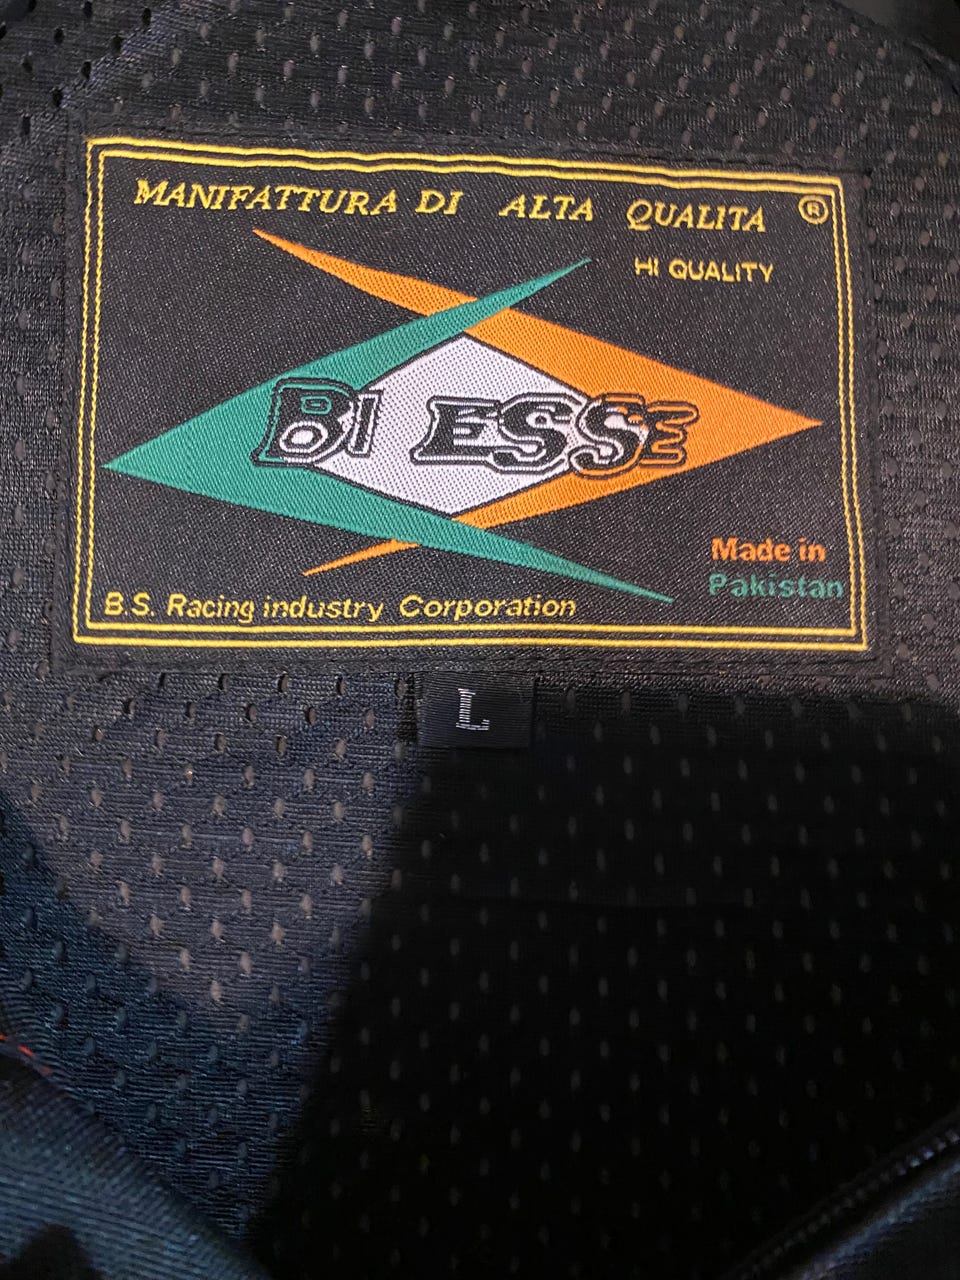 MANIFATTURA DI ALTA QUALITA ®
HI QUALITY
BI ESSE
Made in
Pakistan
B.S. Racing industry Corporation
L